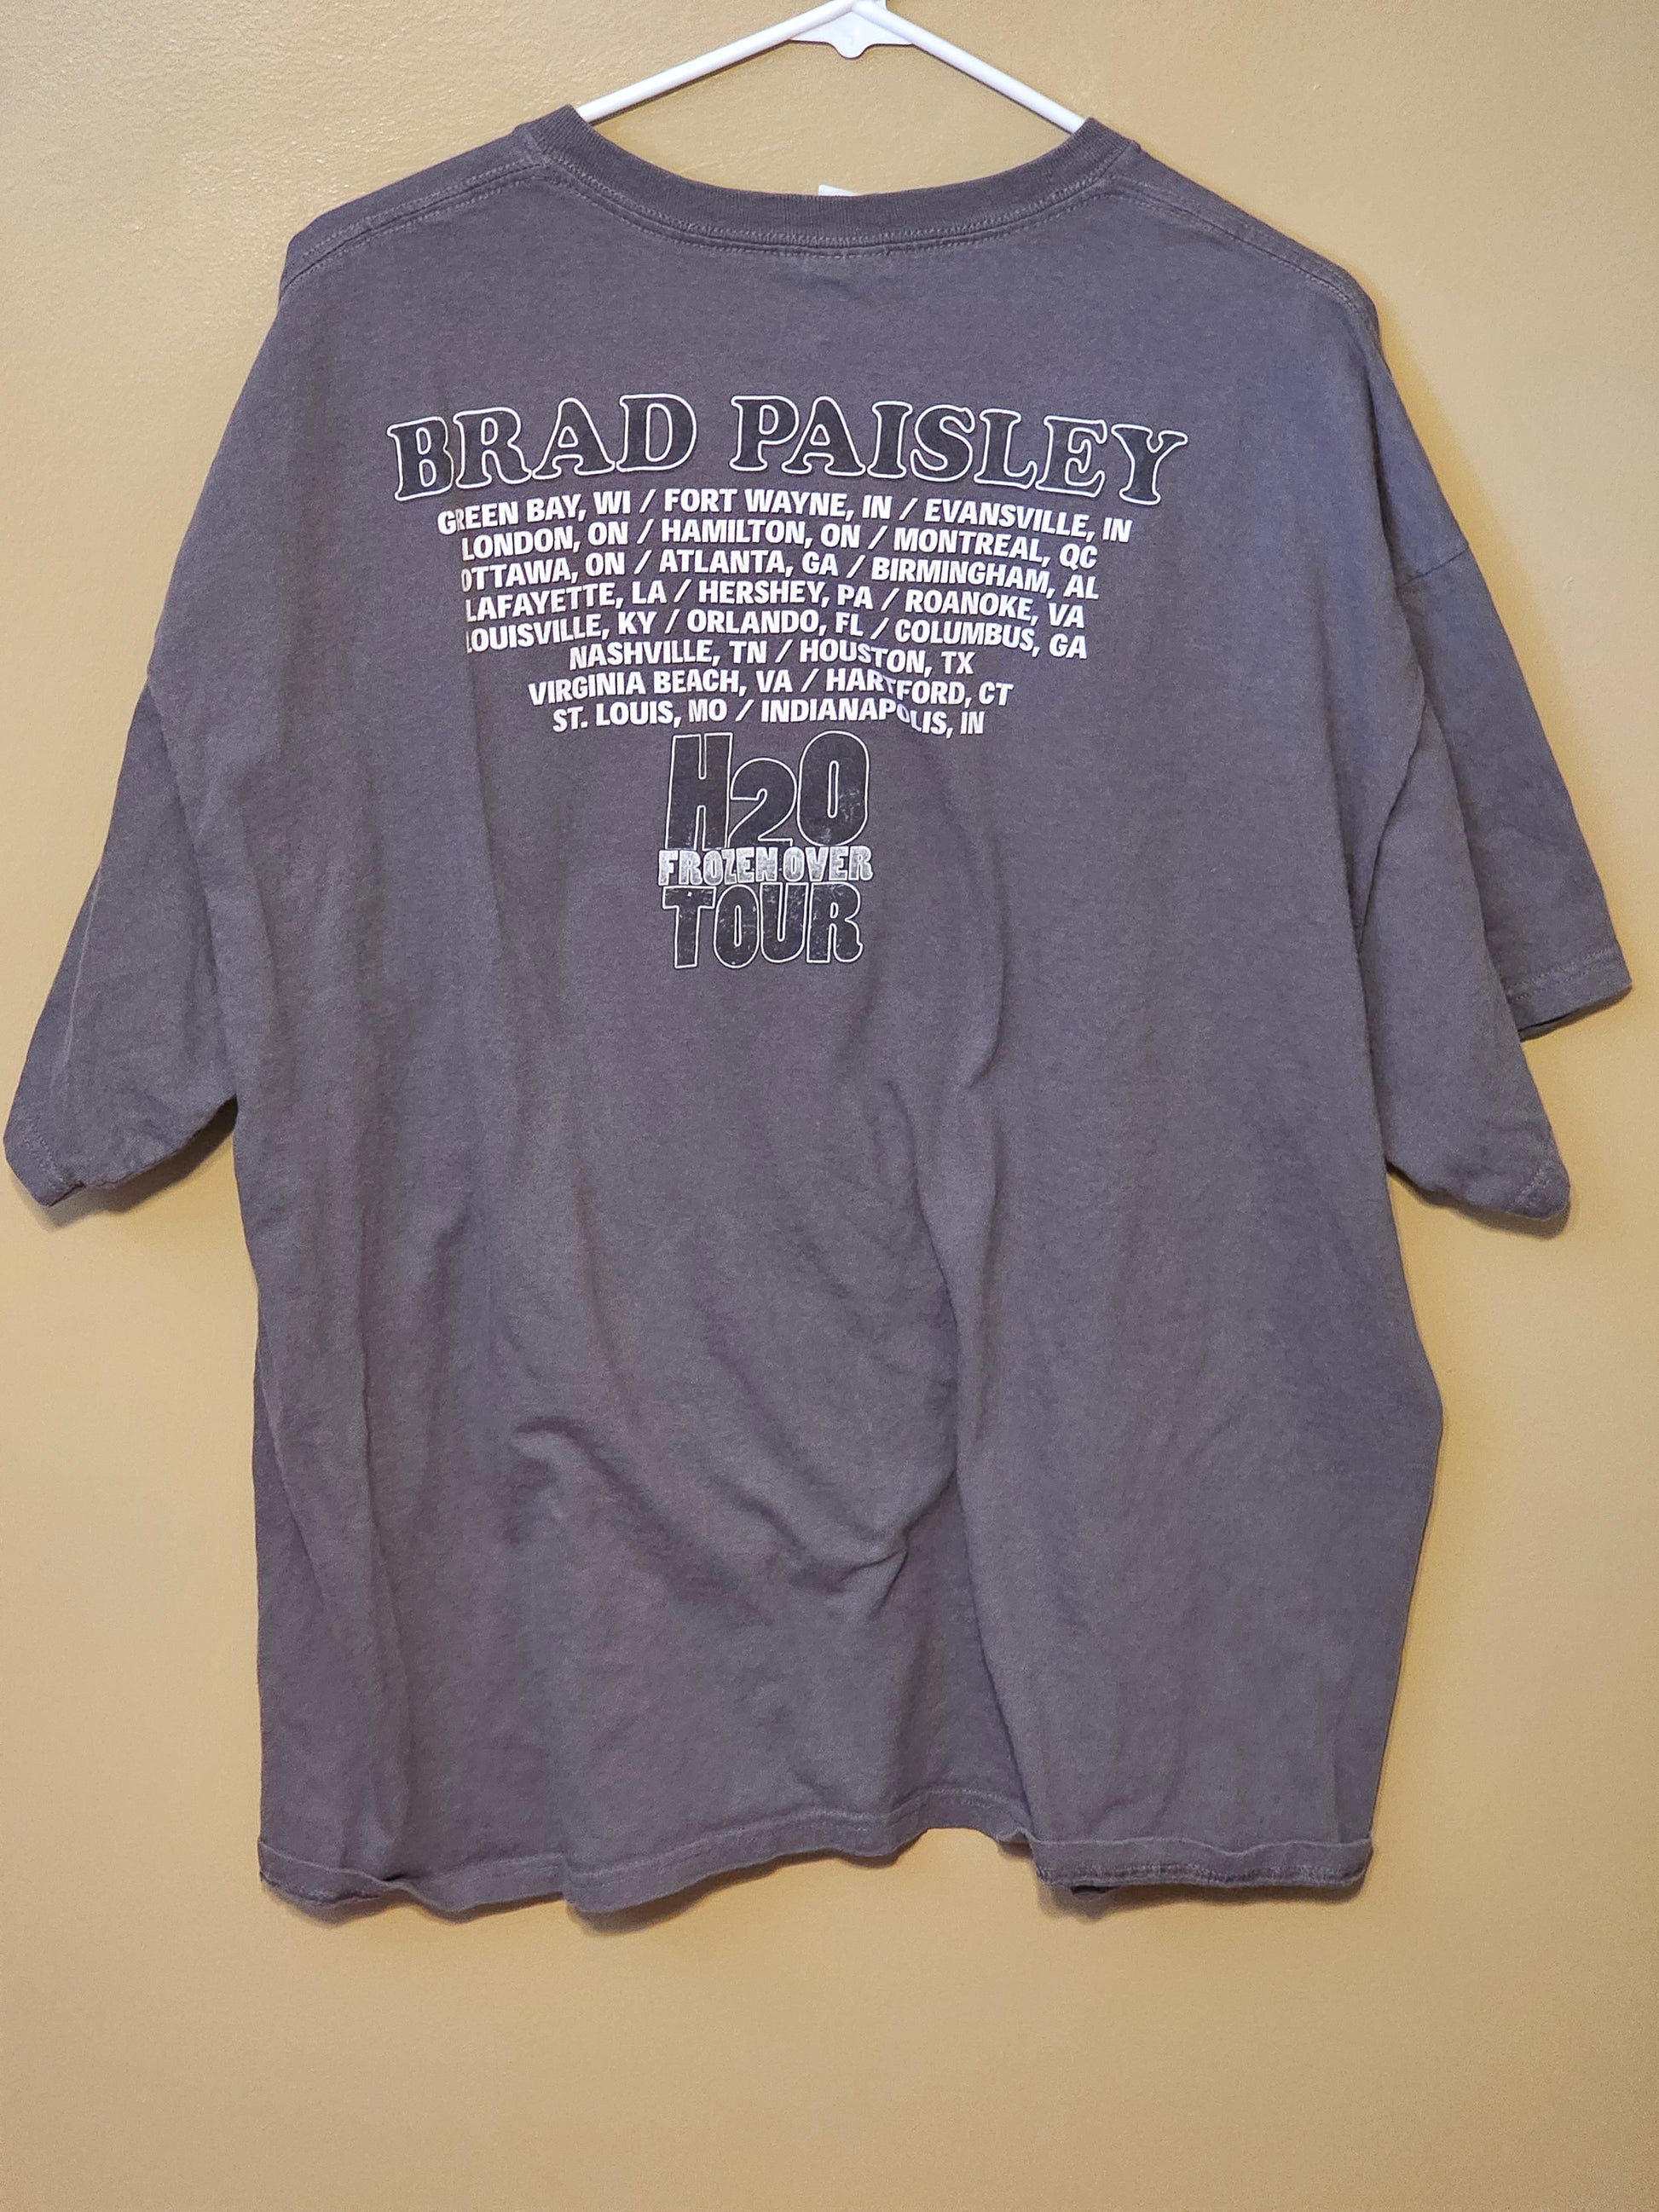 BRAD PAISLEY
GREEN BAY, WI / FORT WAYNE, IN / EVANSVILLE, IN
LONDON, ON / HAMILTON, ON / MONTREAL, QC
OTTAWA, ON / ATLANTA, GA / BIRMINGHAM, AL
LAFAYETTE, LA / HERSHEY, PA / ROANOKE, VA
LOUISVILLE, KY / ORLANDO, FL / COLUMBUS, GA
NASHVILLE, TN / HOUSTON, TX
VIRGINIA BEACH, VA / HARTFORD, CT
ST. LOUIS, MO / INDIANAPOLIS, IN
H2O
FROZEN OVER
TOUR